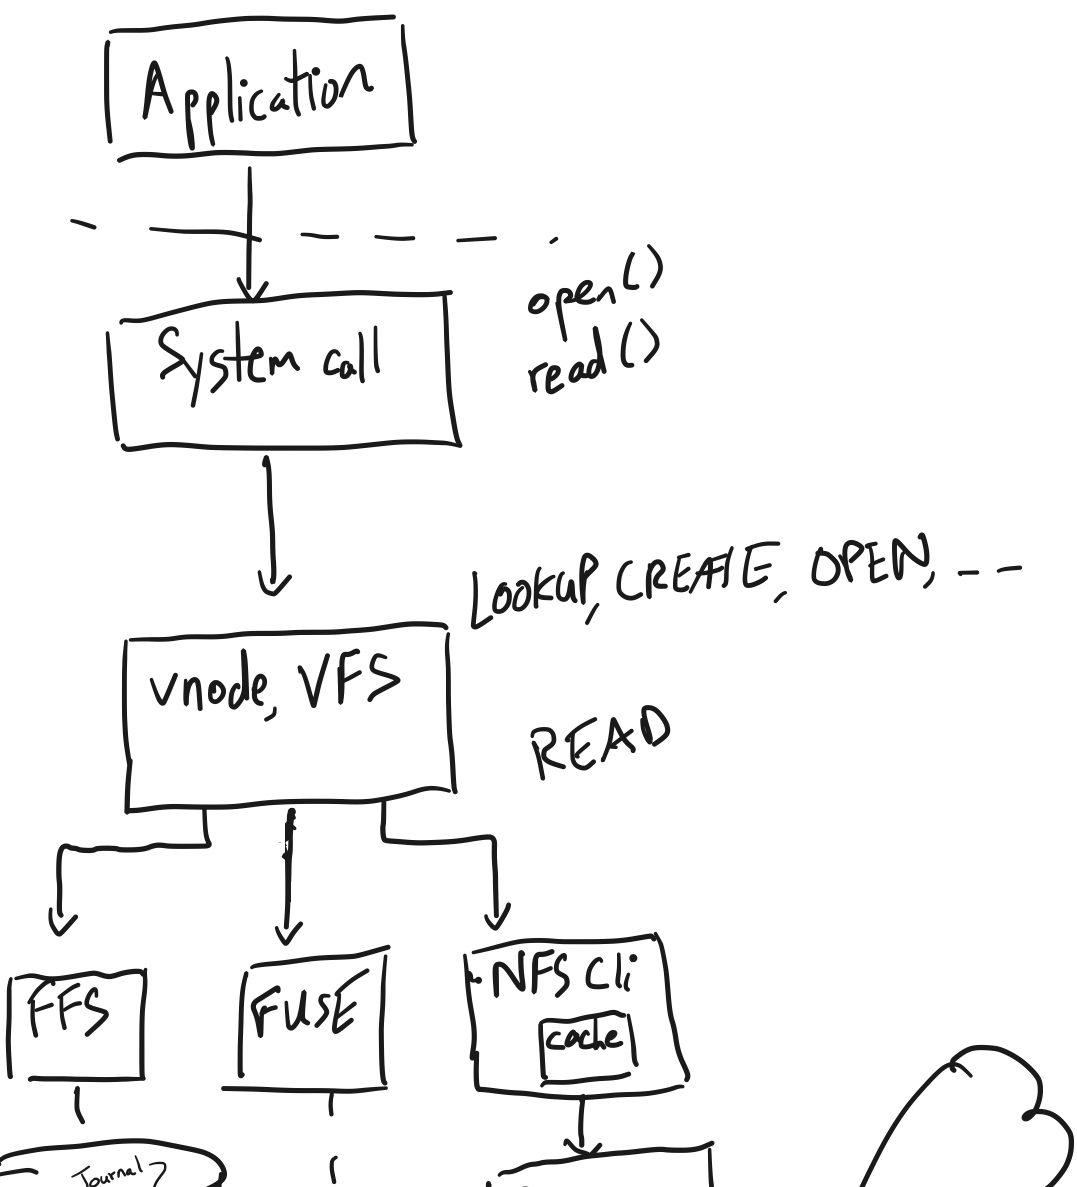 Application
open()
System call
read()
LOOKUP, CREATE, OPEN, ---
vnode, VFS
READ
FFS
FUSE
NFS cli
cache
Journal